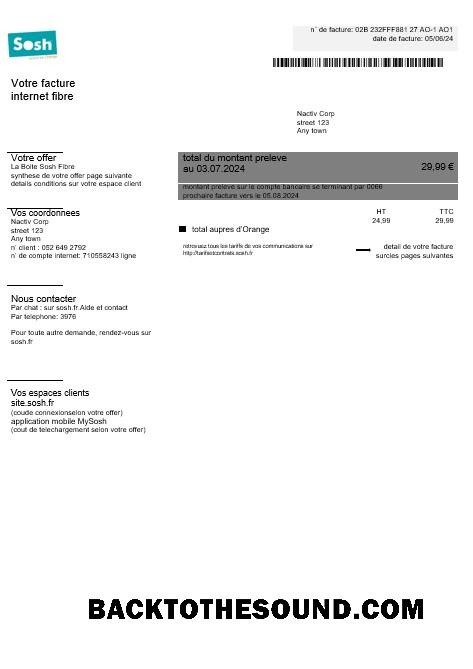 n° de facture: 02B 232FFF881 27 AO-1 AO1
date de facture: 05/06/24
Sosh
Votre facture
internet fibre
Nactiv Corp
street 123
Any town
Votre offer
La Boite Sosh Fibre
synthese de votre offer page suivante
details conditions sur votre espace client
total du montant preleve
au 03.07.2024
29,99 €
montant preleve sur le compte bancaire se terminant par 0066
prochaine facture vers le 05.08.2024
Vos coordonnees
Nactiv Corp
street 123
Any town
n° client : 052 649 2792
n° de compte internet: 710558243 ligne
HT TTC
24,99 29,99
total aupres d'Orange
retrouvez tous les tarifs de vos communications sur
detail de votre facture
surcies pages suivantes
Nous contacter
Par chat : sur sosh.fr Aide et contact
Par telephone: 3976
Pour toute autre demande, rendez-vous sur
sosh.fr
Vos espaces clients
site.sosh.fr
(coude connexionselon votre offer)
application mobile MySosh
(cout de telechargement selon votre offer)
BACKTOTHESOUND.COM